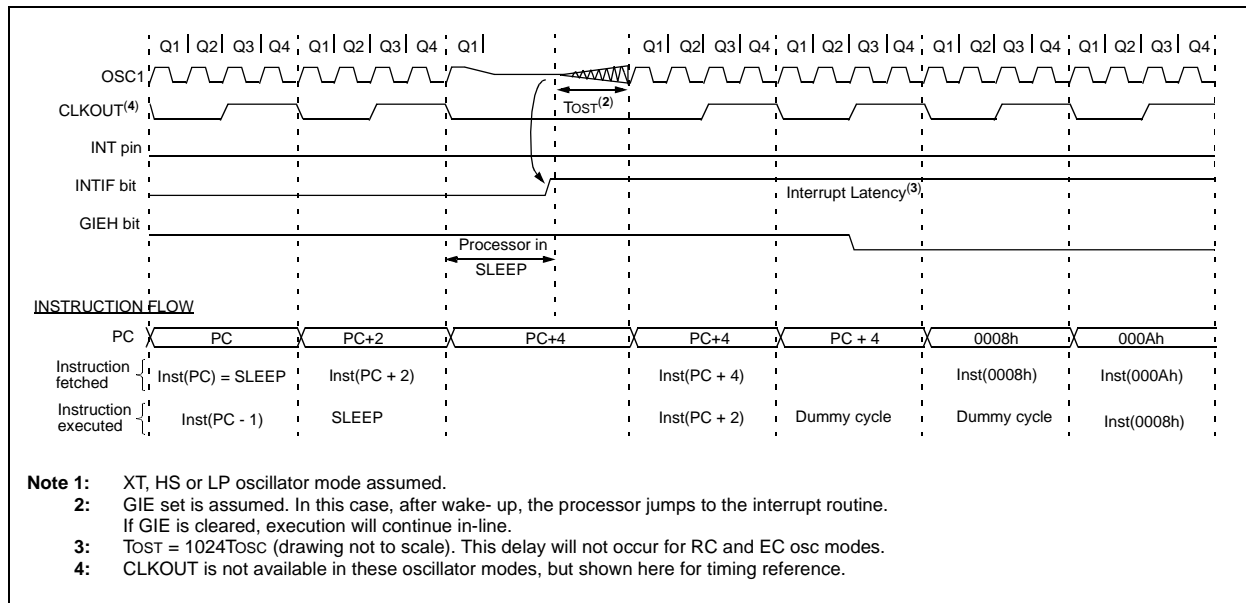 Q1 Q2 Q3 Q4 Q1 Q2 Q3 Q4 Q1 Q1 Q2 Q3 Q4 Q1 Q2 Q3 Q4 Q1 Q2 Q3 Q4 Q1 Q2 Q3 Q4
OSC1
TOST(2)
CLKOUT(4)
INT pin
INTIF bit
Interrupt Latency(3)
GIEH bit
Processor in
SLEEP
INSTRUCTION FLOW
PC PC PC+2 PC+4 PC+4 PC + 4 0008h 000Ah
Instruction
fetched
Inst(PC) = SLEEP Inst(PC + 2) Inst(PC + 4) Inst(0008h) Inst(000Ah)
Instruction
executed
Inst(PC - 1) SLEEP Inst(PC + 2) Dummy cycle Dummy cycle Inst(0008h)
Note 1: XT, HS or LP oscillator mode assumed.
2: GIE set is assumed. In this case, after wake- up, the processor jumps to the interrupt routine.
If GIE is cleared, execution will continue in-line.
3: TOST = 1024TOSC (drawing not to scale). This delay will not occur for RC and EC osc modes.
4: CLKOUT is not available in these oscillator modes, but shown here for timing reference.